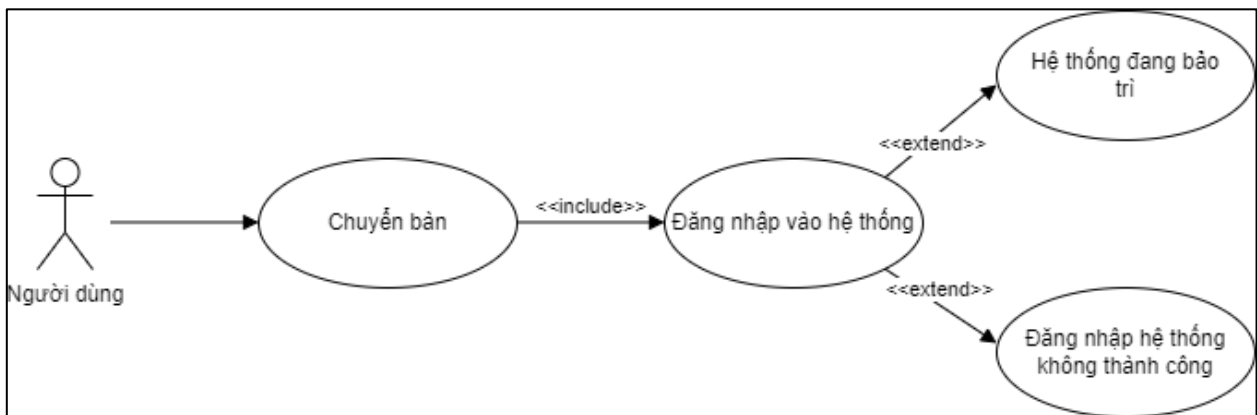 Hệ thống đang bảo
trì
<<extend>>
Chuyển bàn
<<include>>
Đăng nhập vào hệ thống
Người dùng
<<extend>>
Đăng nhập hệ thống
không thành công